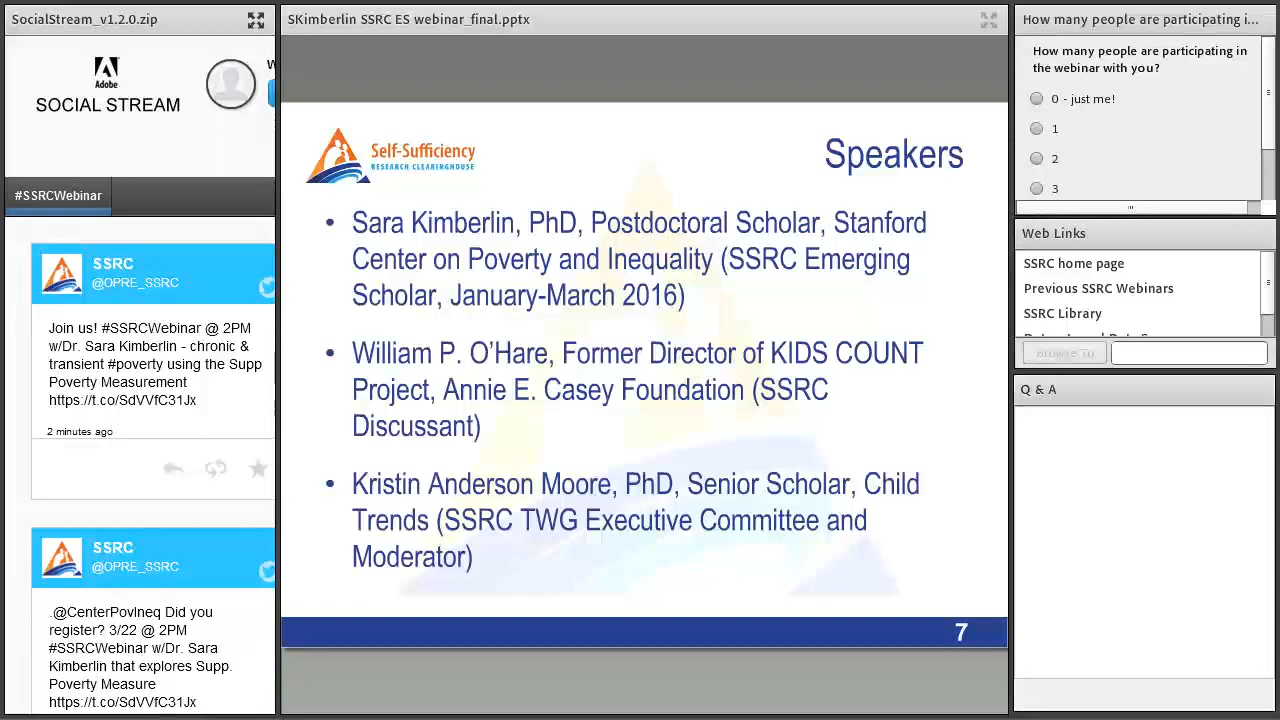 SocialStream_v1.2.0.zip
Adobe
SOCIAL STREAM
#SSRCWebinar
SSRC
@OPRE_SSRC
Join us! #SSRCWebinar @ 2PM
w/Dr. Sara Kimberlin - chronic &
transient #poverty using the Supp
Poverty Measurement
https://t.co/SdVVfC31Jx
2 minutes ago
SSRC
@OPRE_SSRC
.@CenterPovIneq Did you
register? 3/22 @ 2PM
#SSRCWebinar w/Dr. Sara
Kimberlin that explores Supp.
Poverty Measure
https://t.co/SdVVfC31Jx
SKimberlin SSRC ES webinar_final.pptx
Self-Sufficiency
RESEARCH CLEARINGHOUSE
Speakers
• Sara Kimberlin, PhD, Postdoctoral Scholar, Stanford
Center on Poverty and Inequality (SSRC Emerging
Scholar, January-March 2016)
• William P. O’Hare, Former Director of KIDS COUNT
Project, Annie E. Casey Foundation (SSRC
Discussant)
• Kristin Anderson Moore, PhD, Senior Scholar, Child
Trends (SSRC TWG Executive Committee and
Moderator)
7
How many people are participating i...
How many people are participating in
the webinar with you?
0 - just me!
1
2
3
Web Links
SSRC home page
Previous SSRC Webinars
SSRC Library
Browse To
Q & A